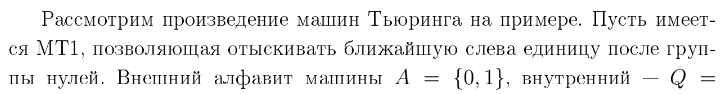 Рассмотрим произведение машин Тьюринга на примере. Пусть имеет-
ся МТ1, позволяющая отыскивать ближайшую слева единицу после груп-
пы нулей. Внешний алфавит машины A = {0, 1}, внутренний — Q =